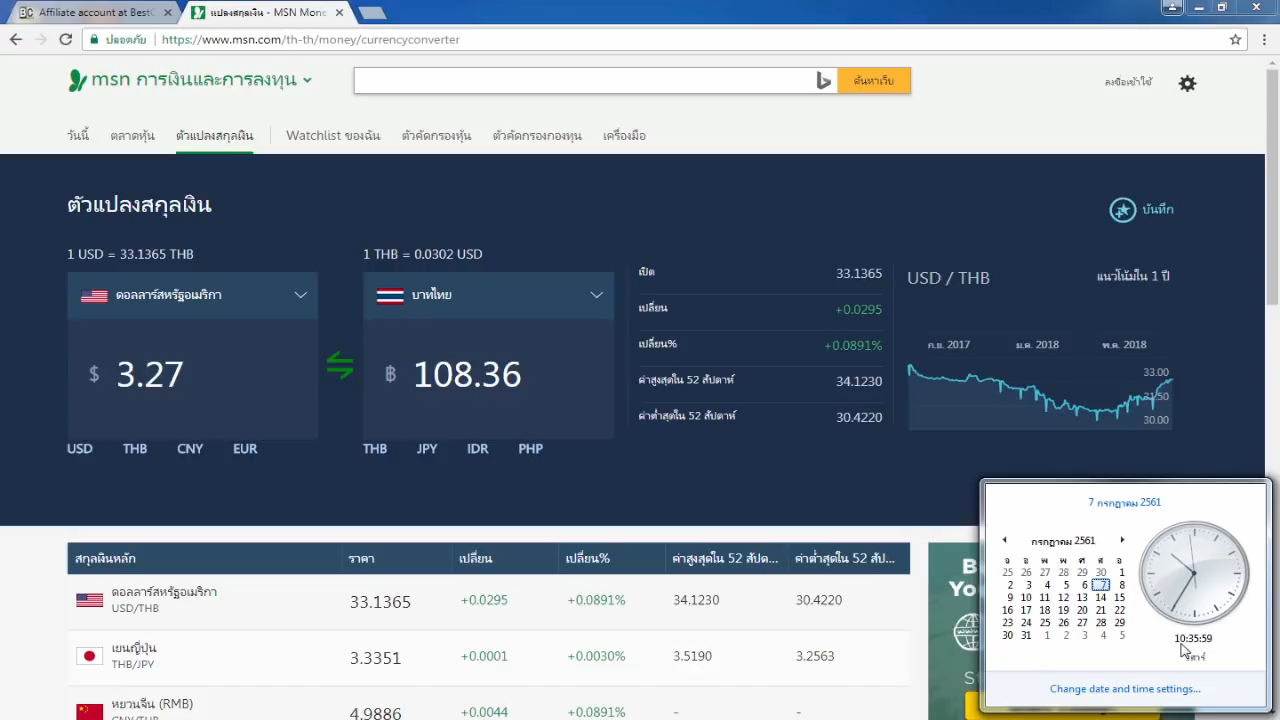 Affiliate account at BestC
แปลงสกุลเงิน - MSN Mone
ปลอดภัย
https://www.msn.com/th-th/money/currencyconverter
msn การเงินและการลงทุน
ค้นหาเว็บ
ลงชื่อเข้าใช้
วันนี้ ตลาดหุ้น ตัวแปลงสกุลเงิน Watchlist ของฉัน ตัวคัดกรองหุ้น ตัวคัดกรองกองทุน เครื่องมือ
ตัวแปลงสกุลเงิน
บันทึก
1 USD = 33.1365 THB
1 THB = 0.0302 USD
ดอลลาร์สหรัฐอเมริกา
บาทไทย
$ 3.27
฿ 108.36
USD THB CNY EUR
THB JPY IDR PHP
เปิด 33.1365
เปลี่ยน +0.0295
เปลี่ยน% +0.0891%
ค่าสูงสุดใน 52 สัปดาห์ 34.1230
ค่าต่ำสุดใน 52 สัปดาห์ 30.4220
USD / THB
แนวโน้มใน 1 ปี
ก.ย. 2017 ม.ค. 2018 พ.ค. 2018
33.00
31.50
30.00
สกุลเงินหลัก ราคา เปลี่ยน เปลี่ยน% ค่าสูงสุดใน 52 สัปด... ค่าต่ำสุดใน 52 สัป...
ดอลลาร์สหรัฐอเมริกา
USD/THB
33.1365 +0.0295 +0.0891% 34.1230 30.4220
เยนญี่ปุ่น
THB/JPY
3.3351 +0.0001 +0.0030% 3.5190 3.2563
หยวนจีน (RMB)
CNY/THB
4.9886 +0.0044 +0.0891% - -
7 กรกฎาคม 2561
กรกฎาคม 2561
จ อ พ พฤ ศ ส อ
25 26 27 28 29 30 1
2 3 4 5 6 7 8
9 10 11 12 13 14 15
16 17 18 19 20 21 22
23 24 25 26 27 28 29
30 31 1 2 3 4 5
10:35:59
Change date and time settings...